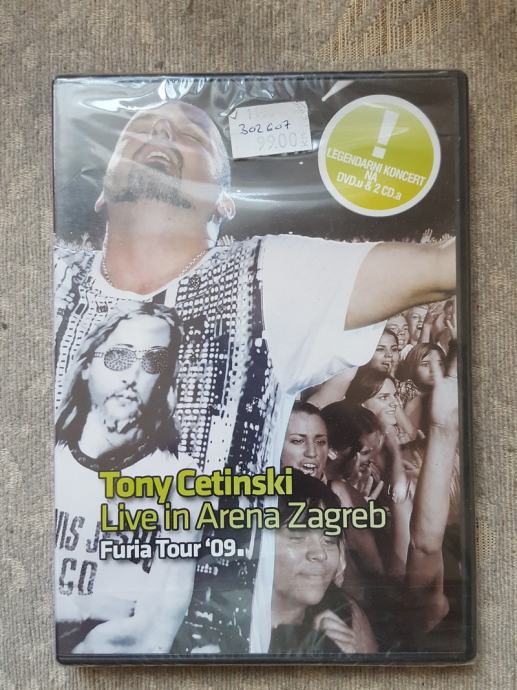 302607
99.00
!
LEGENDARNI KONCERT
NA
DVD.u & 2 CD.a
Tony Cetinski
Live in Arena Zagreb
Furia Tour '09.